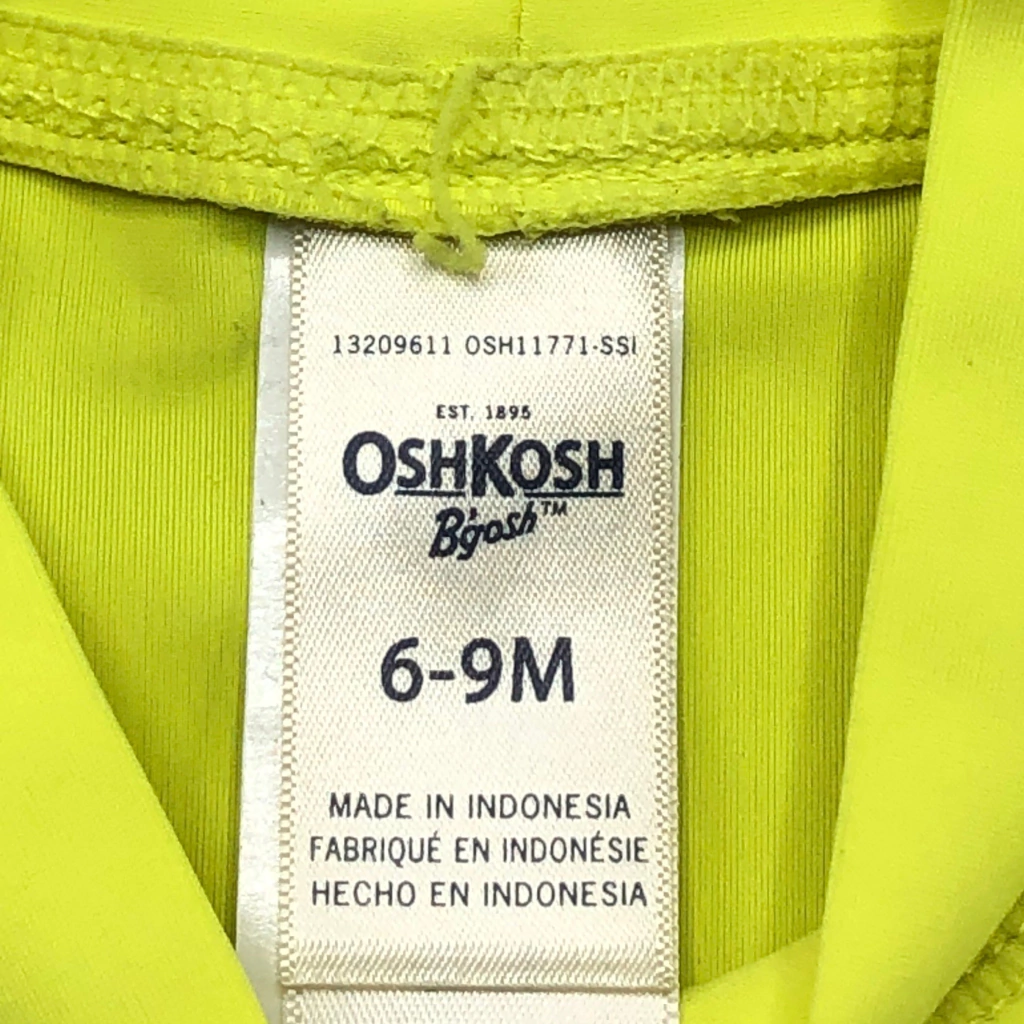 13209611 OSH11771-SSI
EST. 1895
OSHKOSH
B'gosh™
6-9M
MADE IN INDONESIA
FABRIQUÉ EN INDONÉSIE
HECHO EN INDONESIA